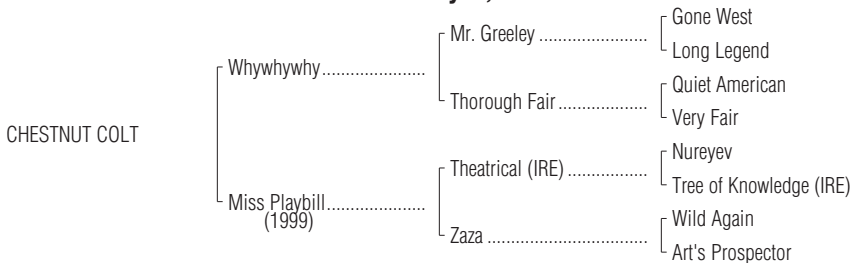 Gone West
Mr. Greeley ........................
Long Legend
Whywhywhy......................
Quiet American
Thorough Fair...................
Very Fair
CHESTNUT COLT
Nureyev
Theatrical (IRE) .................
Tree of Knowledge (IRE)
Miss Playbill.....................
(1999)
Wild Again
Zaza ..................................
Art's Prospector